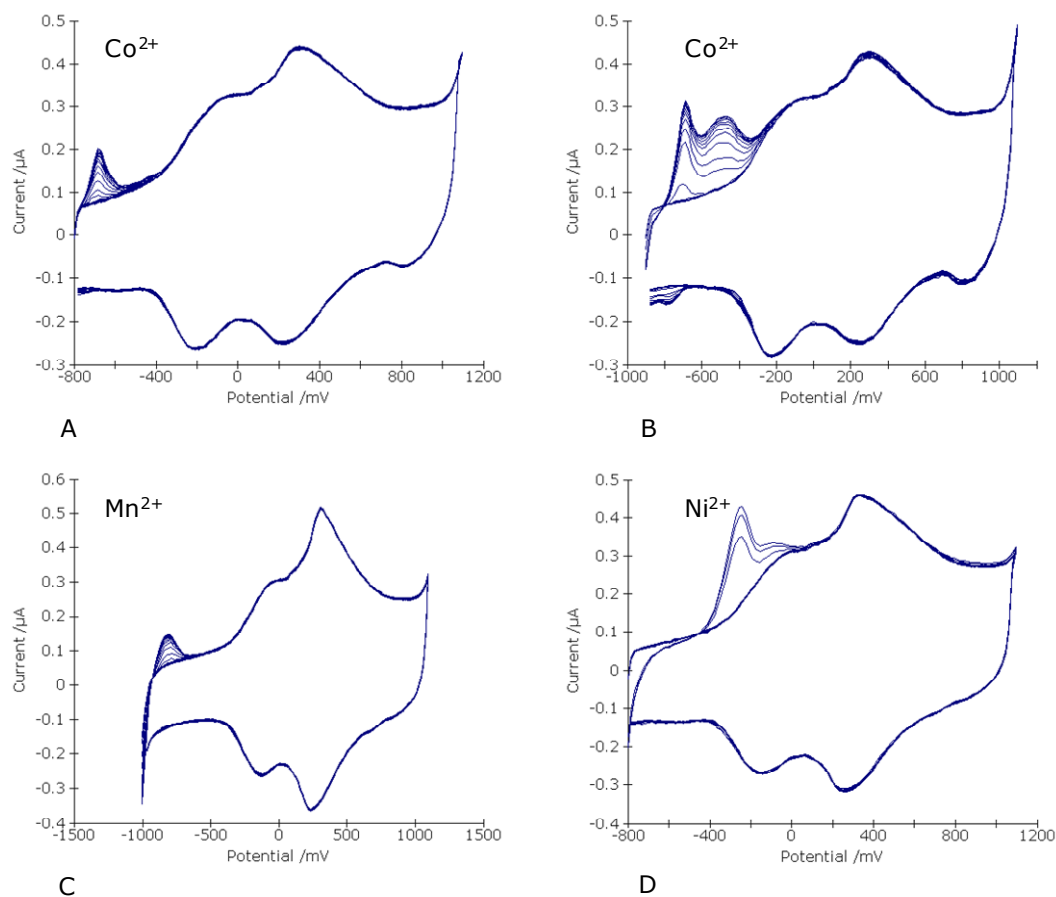 Co²⁺
Current /µA
0.5
0.4
0.3
0.2
0.1
0
-0.1
-0.2
-0.3
-800 -400 0 400 800 1200
Potential /mV
A
Co²⁺
Current /µA
0.5
0.4
0.3
0.2
0.1
0
-0.1
-0.2
-0.3
-1000 -600 -200 200 600 1000
Potential /mV
B
Mn²⁺
Current /µA
0.6
0.5
0.4
0.3
0.2
0.1
0
-0.1
-0.2
-0.3
-0.4
-1500 -1000 -500 0 500 1000 1500
Potential /mV
C
Ni²⁺
Current /µA
0.5
0.4
0.3
0.2
0.1
0
-0.1
-0.2
-0.3
-0.4
-800 -400 0 400 800 1200
Potential /mV
D